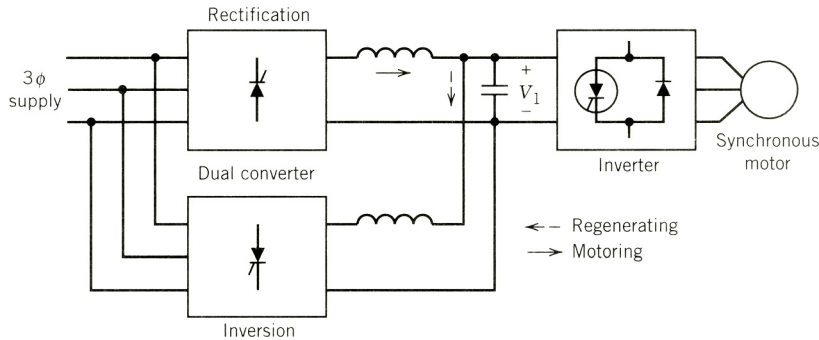 Rectification
3ϕ
supply
+
V₁
−
Synchronous
motor
Inverter
Dual converter
Regenerating
Motoring
Inversion